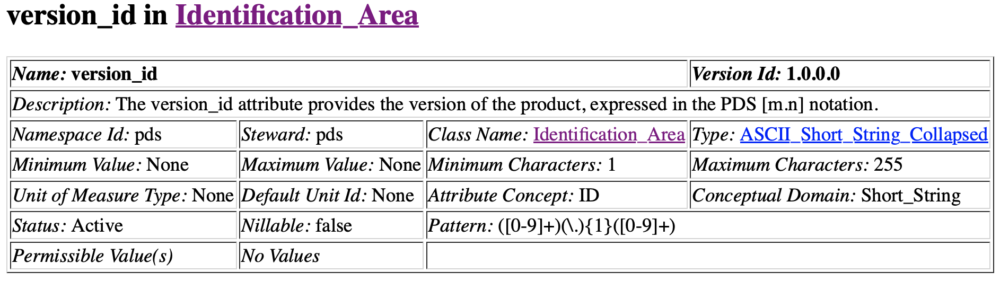 version_id in Identification_Area
Name: version_id Version Id: 1.0.0.0
Description: The version_id attribute provides the version of the product, expressed in the PDS [m.n] notation.
Namespace Id: pds Steward: pds Class Name: Identification_Area Type: ASCII_Short_String_Collapsed
Minimum Value: None Maximum Value: None Minimum Characters: 1 Maximum Characters: 255
Unit of Measure Type: None Default Unit Id: None Attribute Concept: ID Conceptual Domain: Short_String
Status: Active Nillable: false Pattern: ([0-9]+)(\.){1}([0-9]+)
Permissible Value(s) No Values